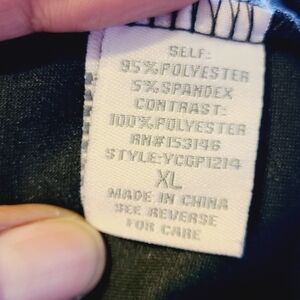 SELF:
95%POLYESTER
5%SPANDEX
CONTRAST:
100%POLYESTER
RN#153146
STYLE:YCGP1214
XL
MADE IN CHINA
SEE REVERSE
FOR CARE